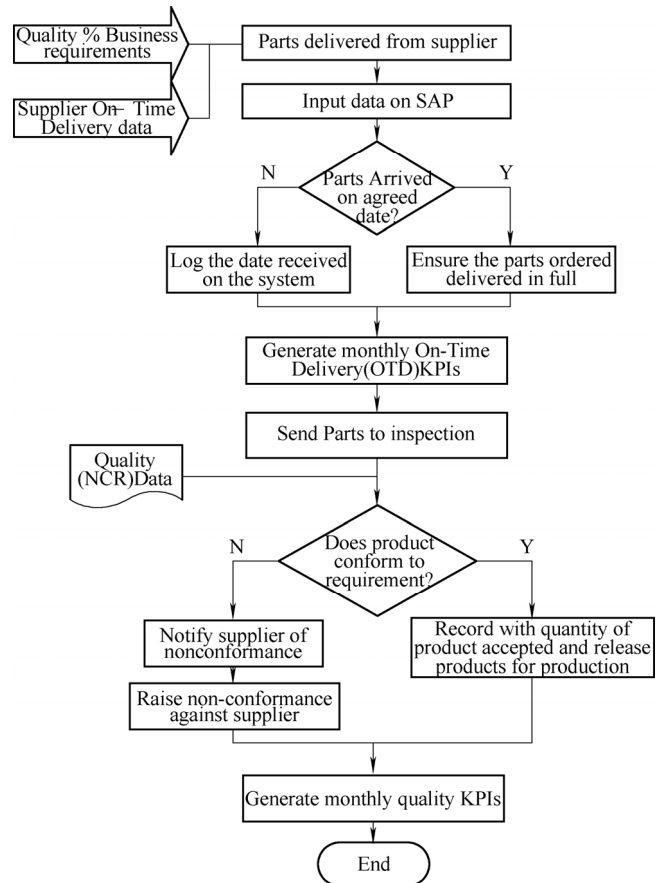 Quality % Business
requirements
Parts delivered from supplier
Supplier On- Time
Delivery data
Input data on SAP
Parts Arrived
on agreed
date?
N
Y
Log the date received
on the system
Ensure the parts ordered
delivered in full
Generate monthly On-Time
Delivery(OTD)KPIs
Send Parts to inspection
Quality
(NCR)Data
Does product
conform to
requirement?
N
Y
Notify supplier of
nonconformance
Raise non-conformance
against supplier
Record with quantity of
product accepted and release
products for production
Generate monthly quality KPIs
End